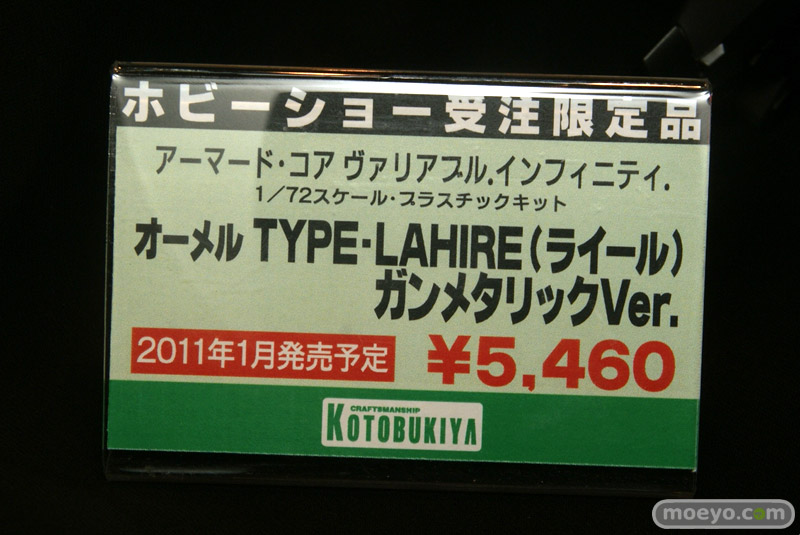 ホビーショー受注限定品
アーマード・コア ヴァリアブル.インフィニティ.
1/72スケール・プラスチックキット
オーメル TYPE-LAHIRE(ライール)
ガンメタリックVer.
2011年1月発売予定 ¥5,460
CRAFTSMANSHIP
KOTOBUKIYA
moeyo.com